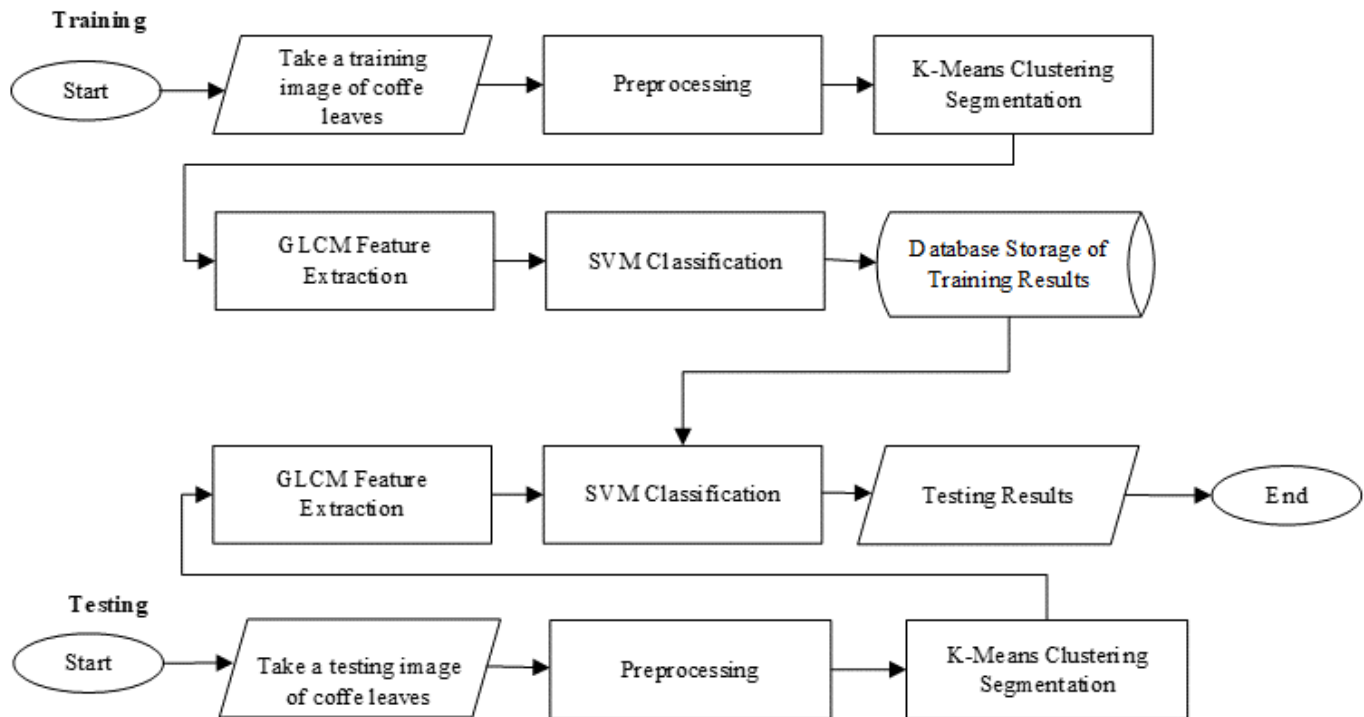 Training
Start
Take a training
image of coffe
leaves
Preprocessing
K-Means Clustering
Segmentation
GLCM Feature
Extraction
SVM Classification
Database Storage of
Training Results
GLCM Feature
Extraction
SVM Classification
Testing Results
End
Testing
Start
Take a testing image
of coffe leaves
Preprocessing
K-Means Clustering
Segmentation